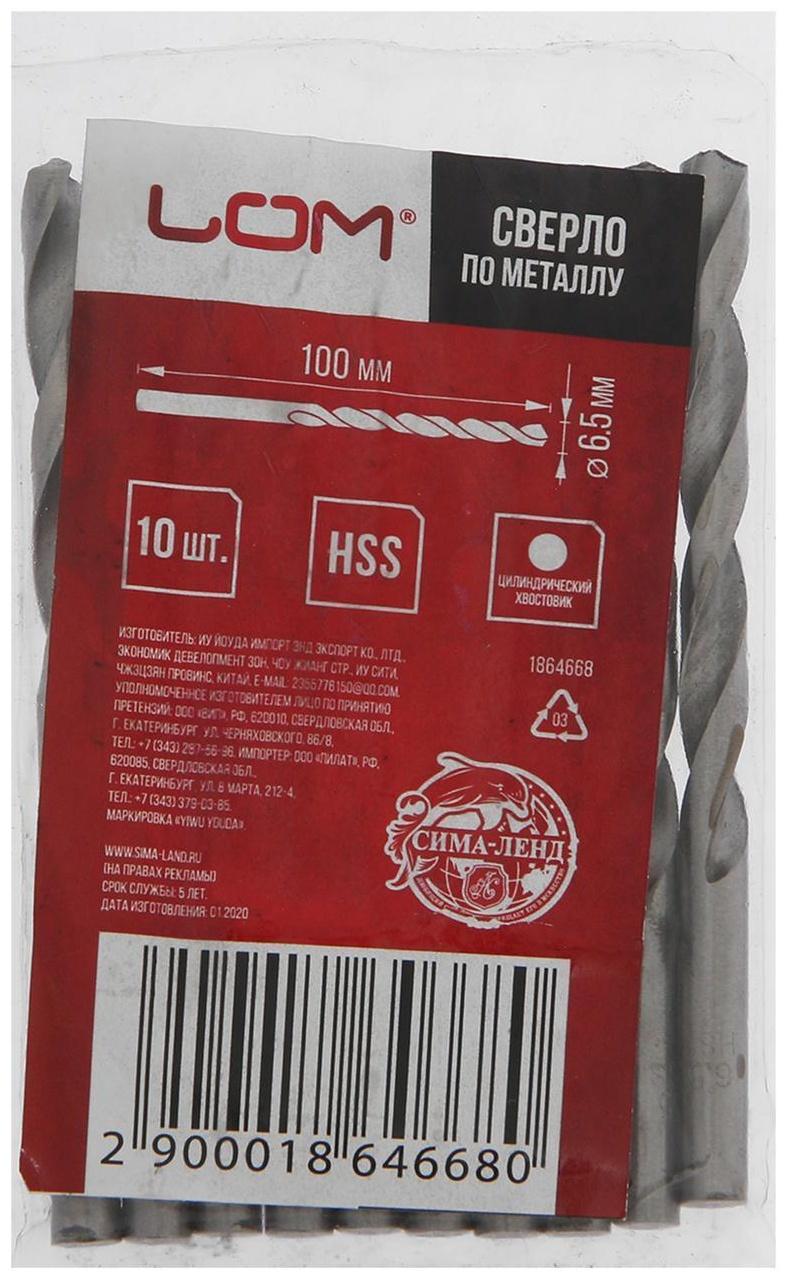 LOM®
СВЕРЛО
ПО МЕТАЛЛУ
100 ММ
Ø 6.5 ММ
10 ШТ.
HSS
ЦИЛИНДРИЧЕСКИЙ
ХВОСТОВИК
ИЗГОТОВИТЕЛЬ: ИУ ЙОУДА ИМПОРТ ЭНД ЭКСПОРТ КО., ЛТД.,
ЭКОНОМИК ДЕВЕЛОПМЕНТ ЗОН, ЧОУ ЖИАНГ СТР., ИУ СИТИ,
ЧЖЭЦЗЯН ПРОВИНС, КИТАЙ, E-MAIL: 2355776150@QQ.COM.
УПОЛНОМОЧЕННОЕ ИЗГОТОВИТЕЛЕМ ЛИЦО ПО ПРИНЯТИЮ
ПРЕТЕНЗИЙ: ООО «ВИП», РФ, 620010, СВЕРДЛОВСКАЯ ОБЛ.,
Г. ЕКАТЕРИНБУРГ, УЛ. ЧЕРНЯХОВСКОГО, 86/8,
ТЕЛ.: +7 (343) 287-56-96. ИМПОРТЕР: ООО «ПИЛАТ», РФ,
620085, СВЕРДЛОВСКАЯ ОБЛ.,
Г. ЕКАТЕРИНБУРГ, УЛ. 8 МАРТА, 212-4,
ТЕЛ.: +7 (343) 379-03-85.
МАРКИРОВКА «YIWU YOUDA»
WWW.SIMA-LAND.RU
(НА ПРАВАХ РЕКЛАМЫ)
СРОК СЛУЖБЫ: 5 ЛЕТ.
ДАТА ИЗГОТОВЛЕНИЯ: 01.2020
1864668
03
СИМА-ЛЕНД
2 900018 646680
HSS
6.5